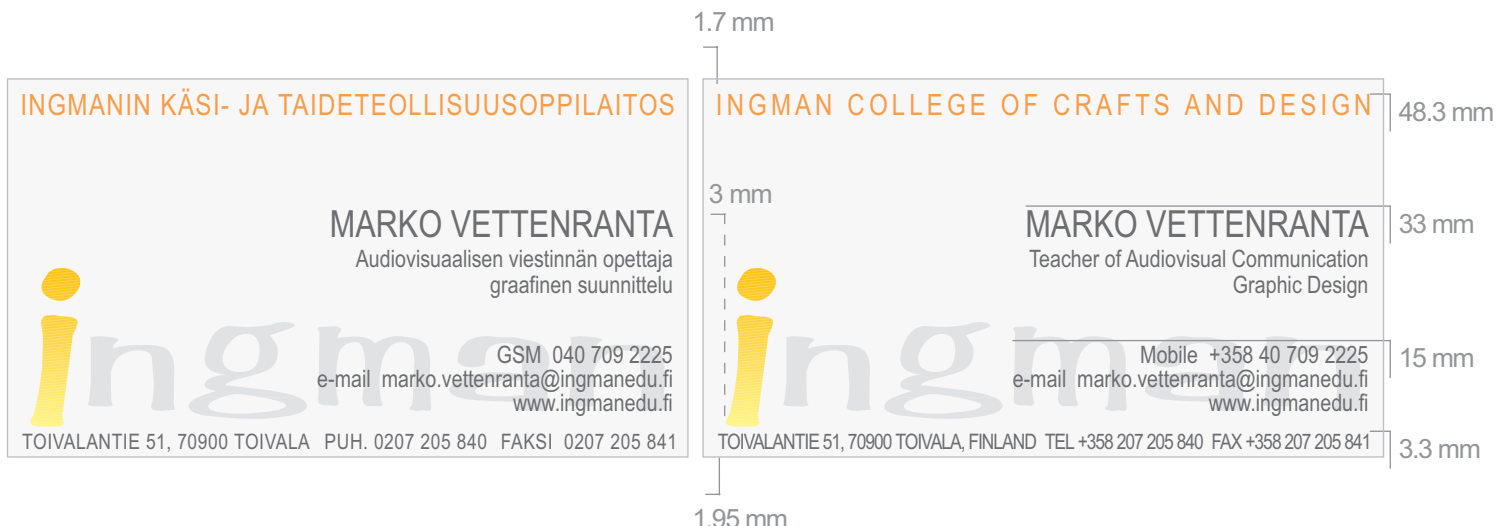 1.7 mm
INGMANIN KÄSI- JA TAIDETEOLLISUUSOPPILAITOS
MARKO VETTENRANTA
Audiovisuaalisen viestinnän opettaja
graafinen suunnittelu
ingman
GSM 040 709 2225
e-mail marko.vettenranta@ingmanedu.fi
www.ingmanedu.fi
TOIVALANTIE 51, 70900 TOIVALA PUH. 0207 205 840 FAKSI 0207 205 841
INGMAN COLLEGE OF CRAFTS AND DESIGN
48.3 mm
3 mm
MARKO VETTENRANTA
33 mm
Teacher of Audiovisual Communication
Graphic Design
ingman
Mobile +358 40 709 2225
15 mm
e-mail marko.vettenranta@ingmanedu.fi
www.ingmanedu.fi
TOIVALANTIE 51, 70900 TOIVALA, FINLAND TEL +358 207 205 840 FAX +358 207 205 841
3.3 mm
1.95 mm